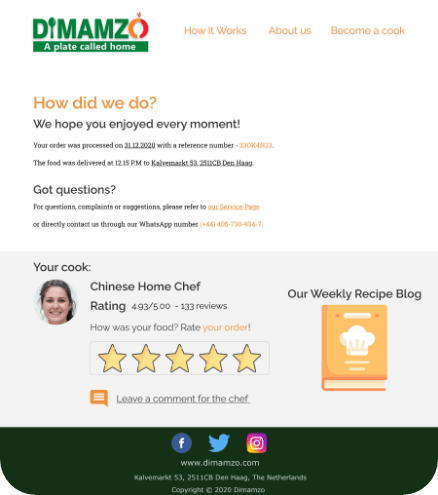 DIMAMZO
A plate called home
How It Works About us Become a cook
How did we do?
We hope you enjoyed every moment!
Your order was processed on 31.12.2020 with a reference number - 230K4H23.
The food was delivered at 12.15 P.M to Kalvemarkt 53, 2511CB Den Haag.
Got questions?
For questions, complaints or suggestions, please refer to our Service Page
or directly contact us through our WhatsApp number (+44) 405-730-934-7.
Your cook:
Chinese Home Chef
Rating 4.93/5.00 - 133 reviews
How was your food? Rate your order!
Leave a comment for the chef
Our Weekly Recipe Blog
www.dimamzo.com
Kalvemarkt 53, 2511CB Den Haag, The Netherlands
Copyright © 2020 Dimamzo